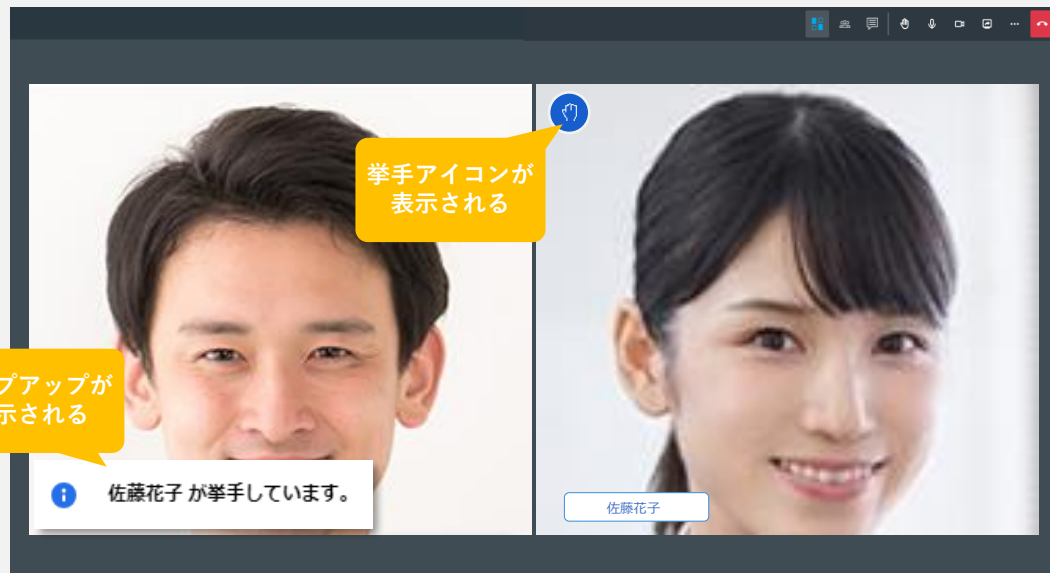 挙手アイコンが
表示される
プアップが
示される
佐藤花子 が挙手しています。
佐藤花子